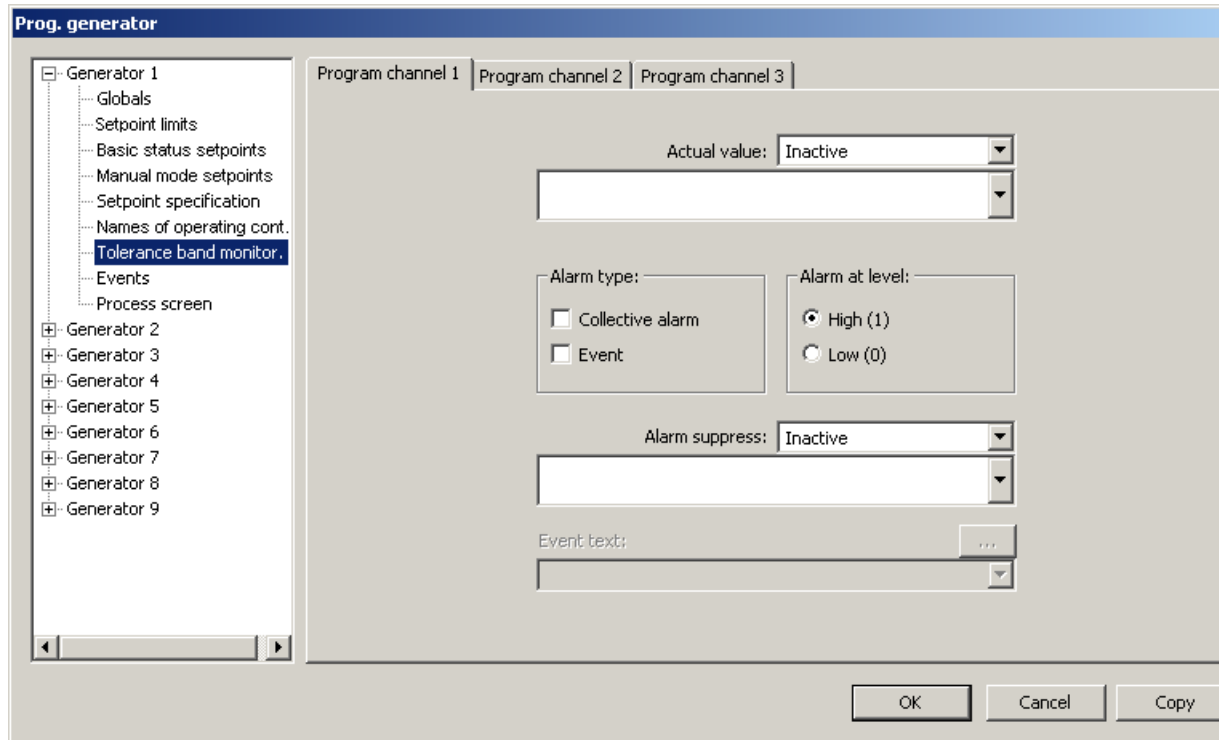 Prog. generator
Generator 1
Globals
Setpoint limits
Basic status setpoints
Manual mode setpoints
Setpoint specification
Names of operating cont.
Tolerance band monitor.
Events
Process screen
Generator 2
Generator 3
Generator 4
Generator 5
Generator 6
Generator 7
Generator 8
Generator 9
Program channel 1 Program channel 2 Program channel 3
Actual value: Inactive
Alarm type: Alarm at level:
Collective alarm High (1)
Event Low (0)
Alarm suppress: Inactive
Event text: ...
OK Cancel Copy